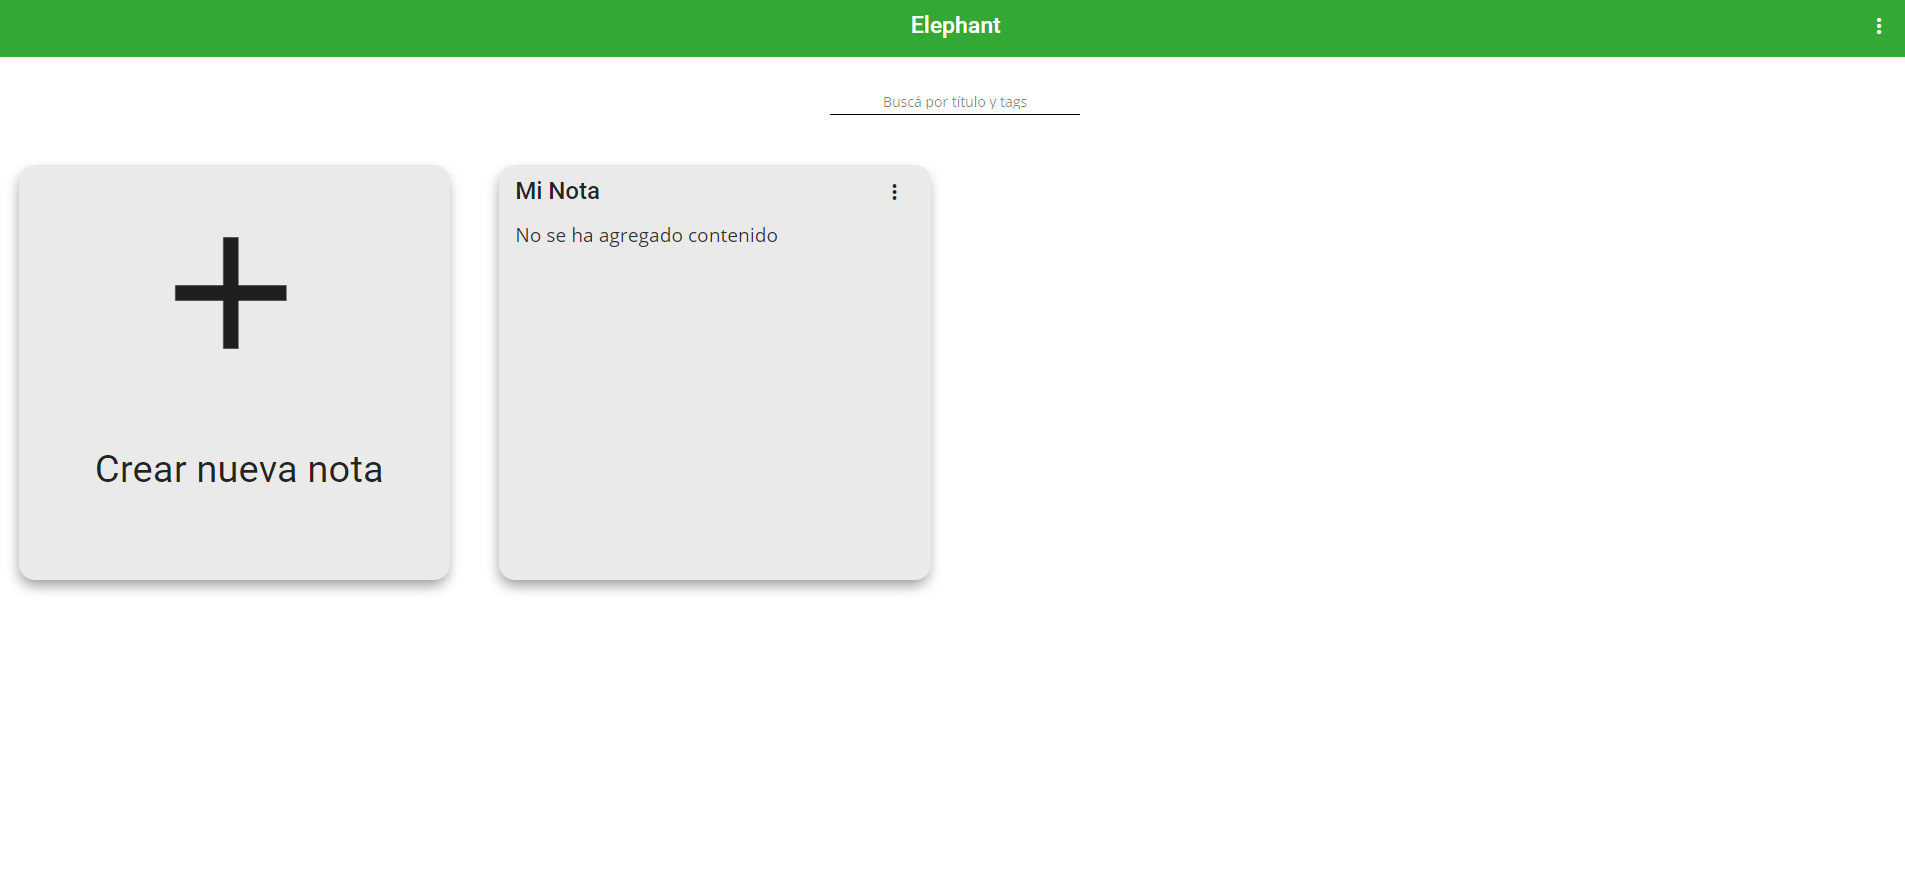 Elephant
Buscá por título y tags
Mi Nota
No se ha agregado contenido
Crear nueva nota